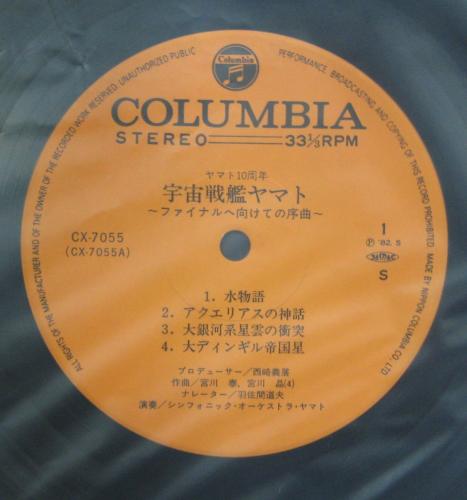 ALL RIGHTS OF THE MANUFACTURER AND OF THE OWNER OF THE RECORDED WORK RESERVED. UNAUTHORIZED PUBLIC PERFORMANCE, BROADCASTING AND COPYING OF THIS RECORD PROHIBITED. MADE BY NIPPON COLUMBIA CO., LTD
Columbia
COLUMBIA
STEREO 33⅓RPM
ヤマト10周年
宇宙戦艦ヤマト
〜ファイナルへ向けての序曲〜
CX-7055
(CX-7055A)
1
Ⓟ '82. S
S
1. 水物語
2. アクエリアスの神話
3. 大銀河系星雲の衝突
4. 大ディンギル帝国星
プロデューサー/西崎義展
作曲/宮川 泰, 宮川 晶(4)
ナレーター/羽佐間道夫
演奏/シンフォニック・オーケストラ・ヤマト